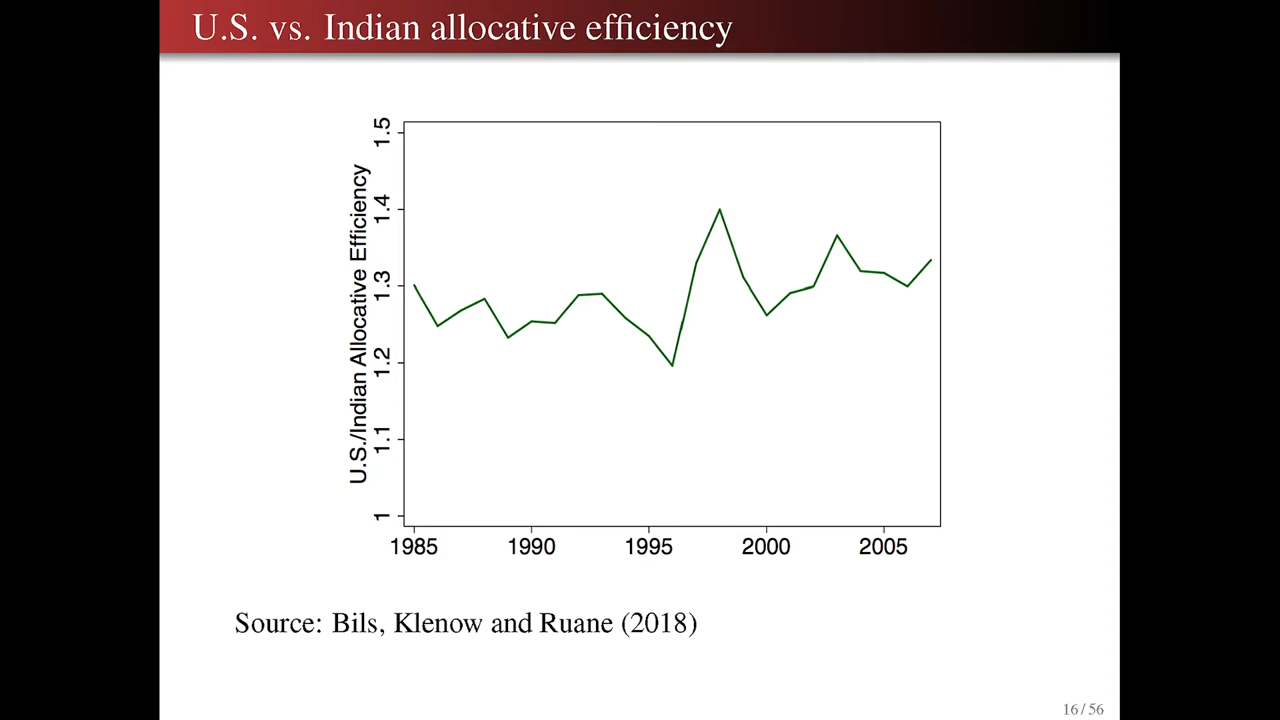 U.S. vs. Indian allocative efficiency
U.S./Indian Allocative Efficiency
1.5
1.4
1.3
1.2
1.1
1
1985 1990 1995 2000 2005
Source: Bils, Klenow and Ruane (2018)
16 / 56